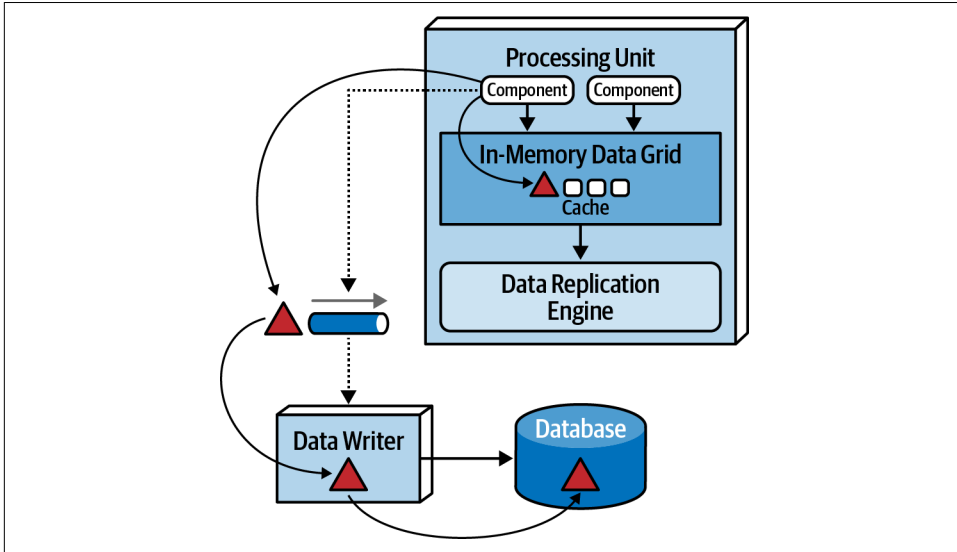 Processing Unit
Component
Component
In-Memory Data Grid
Cache
Data Replication
Engine
Data Writer
Database